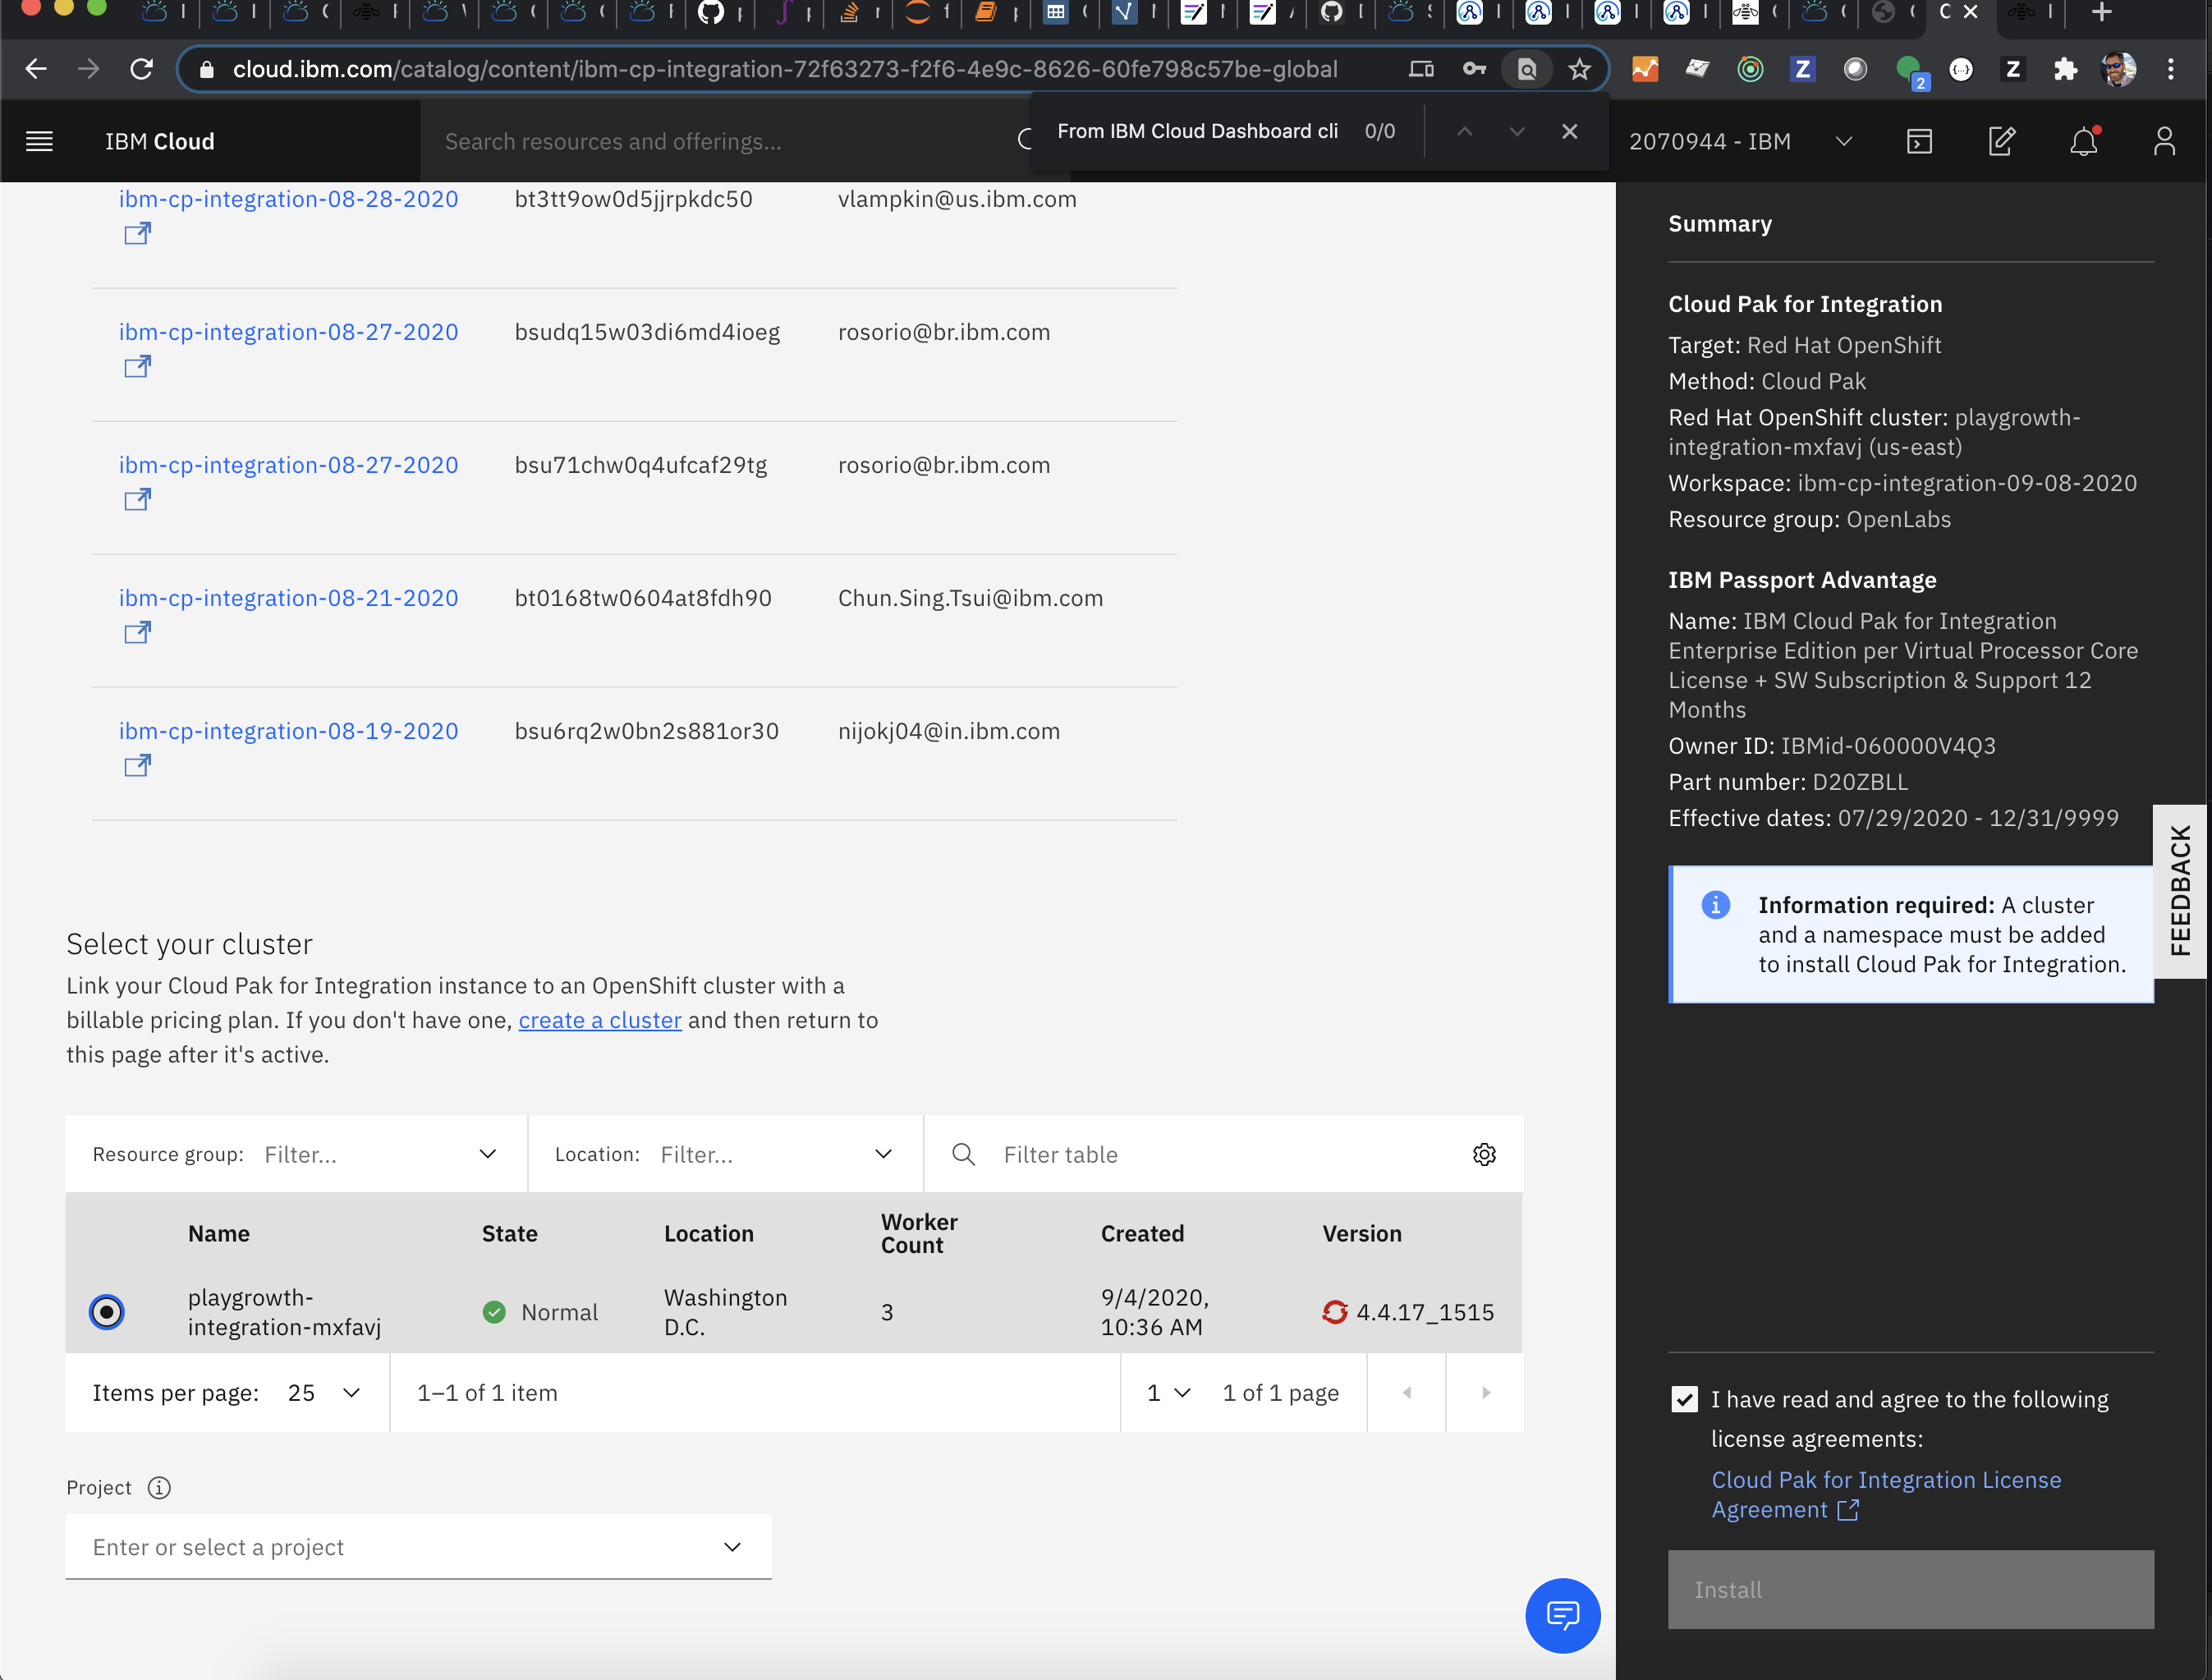 cloud.ibm.com/catalog/content/ibm-cp-integration-72f63273-f2f6-4e9c-8626-60fe798c57be-global
2
From IBM Cloud Dashboard cli 0/0
IBM Cloud
Search resources and offerings...
2070944 - IBM
ibm-cp-integration-08-28-2020 bt3tt9ow0d5jjrpkdc50 vlampkin@us.ibm.com
ibm-cp-integration-08-27-2020 bsudq15w03di6md4ioeg rosorio@br.ibm.com
ibm-cp-integration-08-27-2020 bsu71chw0q4ufcaf29tg rosorio@br.ibm.com
ibm-cp-integration-08-21-2020 bt0168tw0604at8fdh90 Chun.Sing.Tsui@ibm.com
ibm-cp-integration-08-19-2020 bsu6rq2w0bn2s881or30 nijokj04@in.ibm.com
Select your cluster
Link your Cloud Pak for Integration instance to an OpenShift cluster with a
billable pricing plan. If you don't have one, create a cluster and then return to
this page after it's active.
Resource group: Filter...
Location: Filter...
Filter table
Name State Location Worker Count Created Version
playgrowth-
integration-mxfavj
Normal
Washington
D.C.
3
9/4/2020,
10:36 AM
4.4.17_1515
Items per page: 25
1–1 of 1 item
1
1 of 1 page
Project
Enter or select a project
Summary
Cloud Pak for Integration
Target: Red Hat OpenShift
Method: Cloud Pak
Red Hat OpenShift cluster: playgrowth-
integration-mxfavj (us-east)
Workspace: ibm-cp-integration-09-08-2020
Resource group: OpenLabs
IBM Passport Advantage
Name: IBM Cloud Pak for Integration
Enterprise Edition per Virtual Processor Core
License + SW Subscription & Support 12
Months
Owner ID: IBMid-060000V4Q3
Part number: D20ZBLL
Effective dates: 07/29/2020 - 12/31/9999
FEEDBACK
Information required: A cluster
and a namespace must be added
to install Cloud Pak for Integration.
I have read and agree to the following
license agreements:
Cloud Pak for Integration License
Agreement
Install